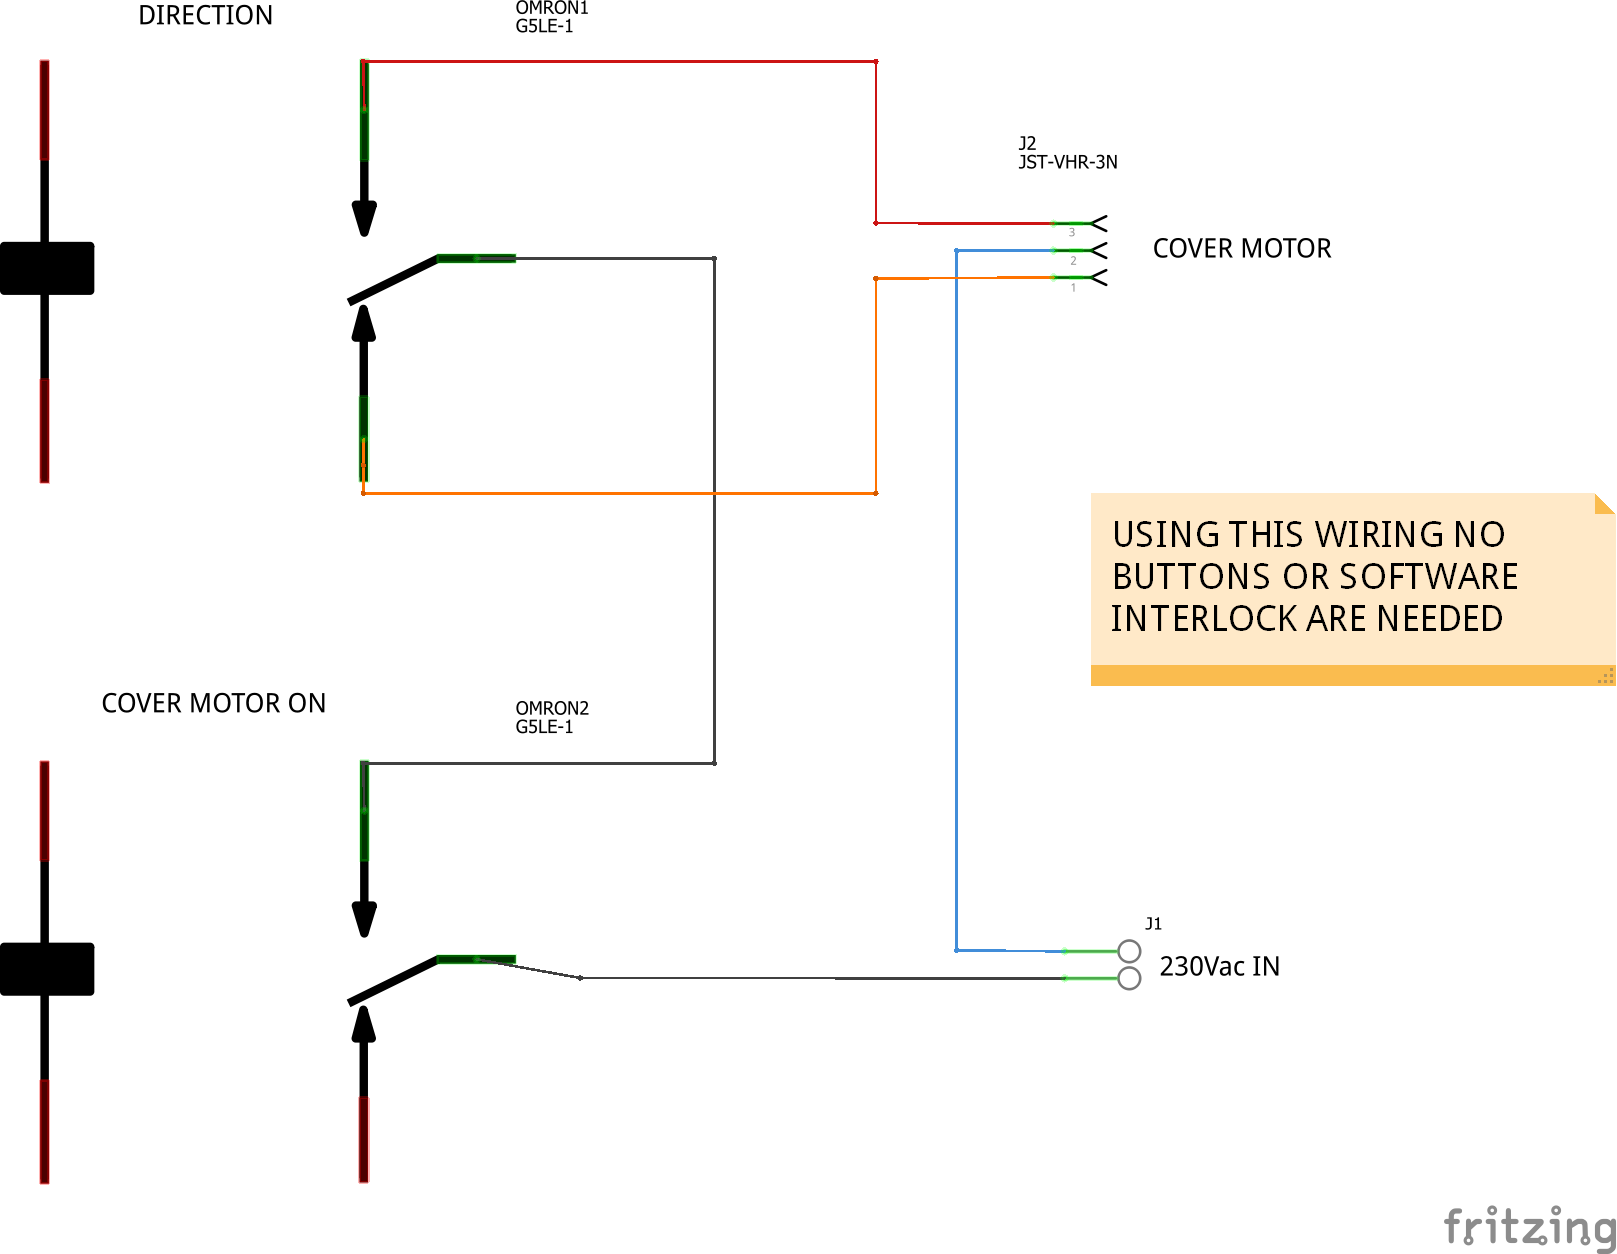 DIRECTION
OMRON1
G5LE-1
J2
JST-VHR-3N
3
2
1
COVER MOTOR
USING THIS WIRING NO
BUTTONS OR SOFTWARE
INTERLOCK ARE NEEDED
COVER MOTOR ON
OMRON2
G5LE-1
J1
230Vac IN
fritzing